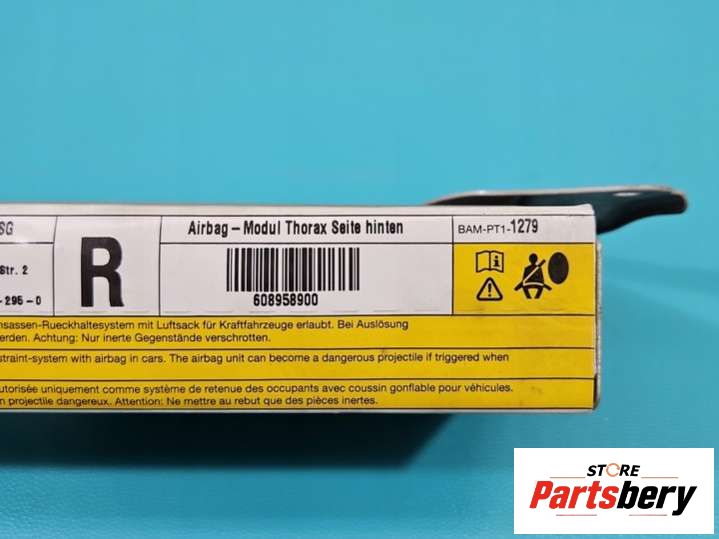 SG
Str. 2
- 295 - 0
R
Airbag - Modul Thorax Seite hinten
608958900
BAM-PT1-1279
nsassen-Rueckhaltesystem mit Luftsack für Kraftfahrzeuge erlaubt. Bei Auslösung
erden. Achtung: Nur inerte Gegenstände verschrotten.
straint-system with airbag in cars. The airbag unit can become a dangerous projectile if triggered when
utorisée uniquement comme système de retenue des occupants avec coussin gonflable pour véhicules.
n projectile dangereux. Attention: Ne mettre au rebut que des pièces inertes.
STORE
Partsbery